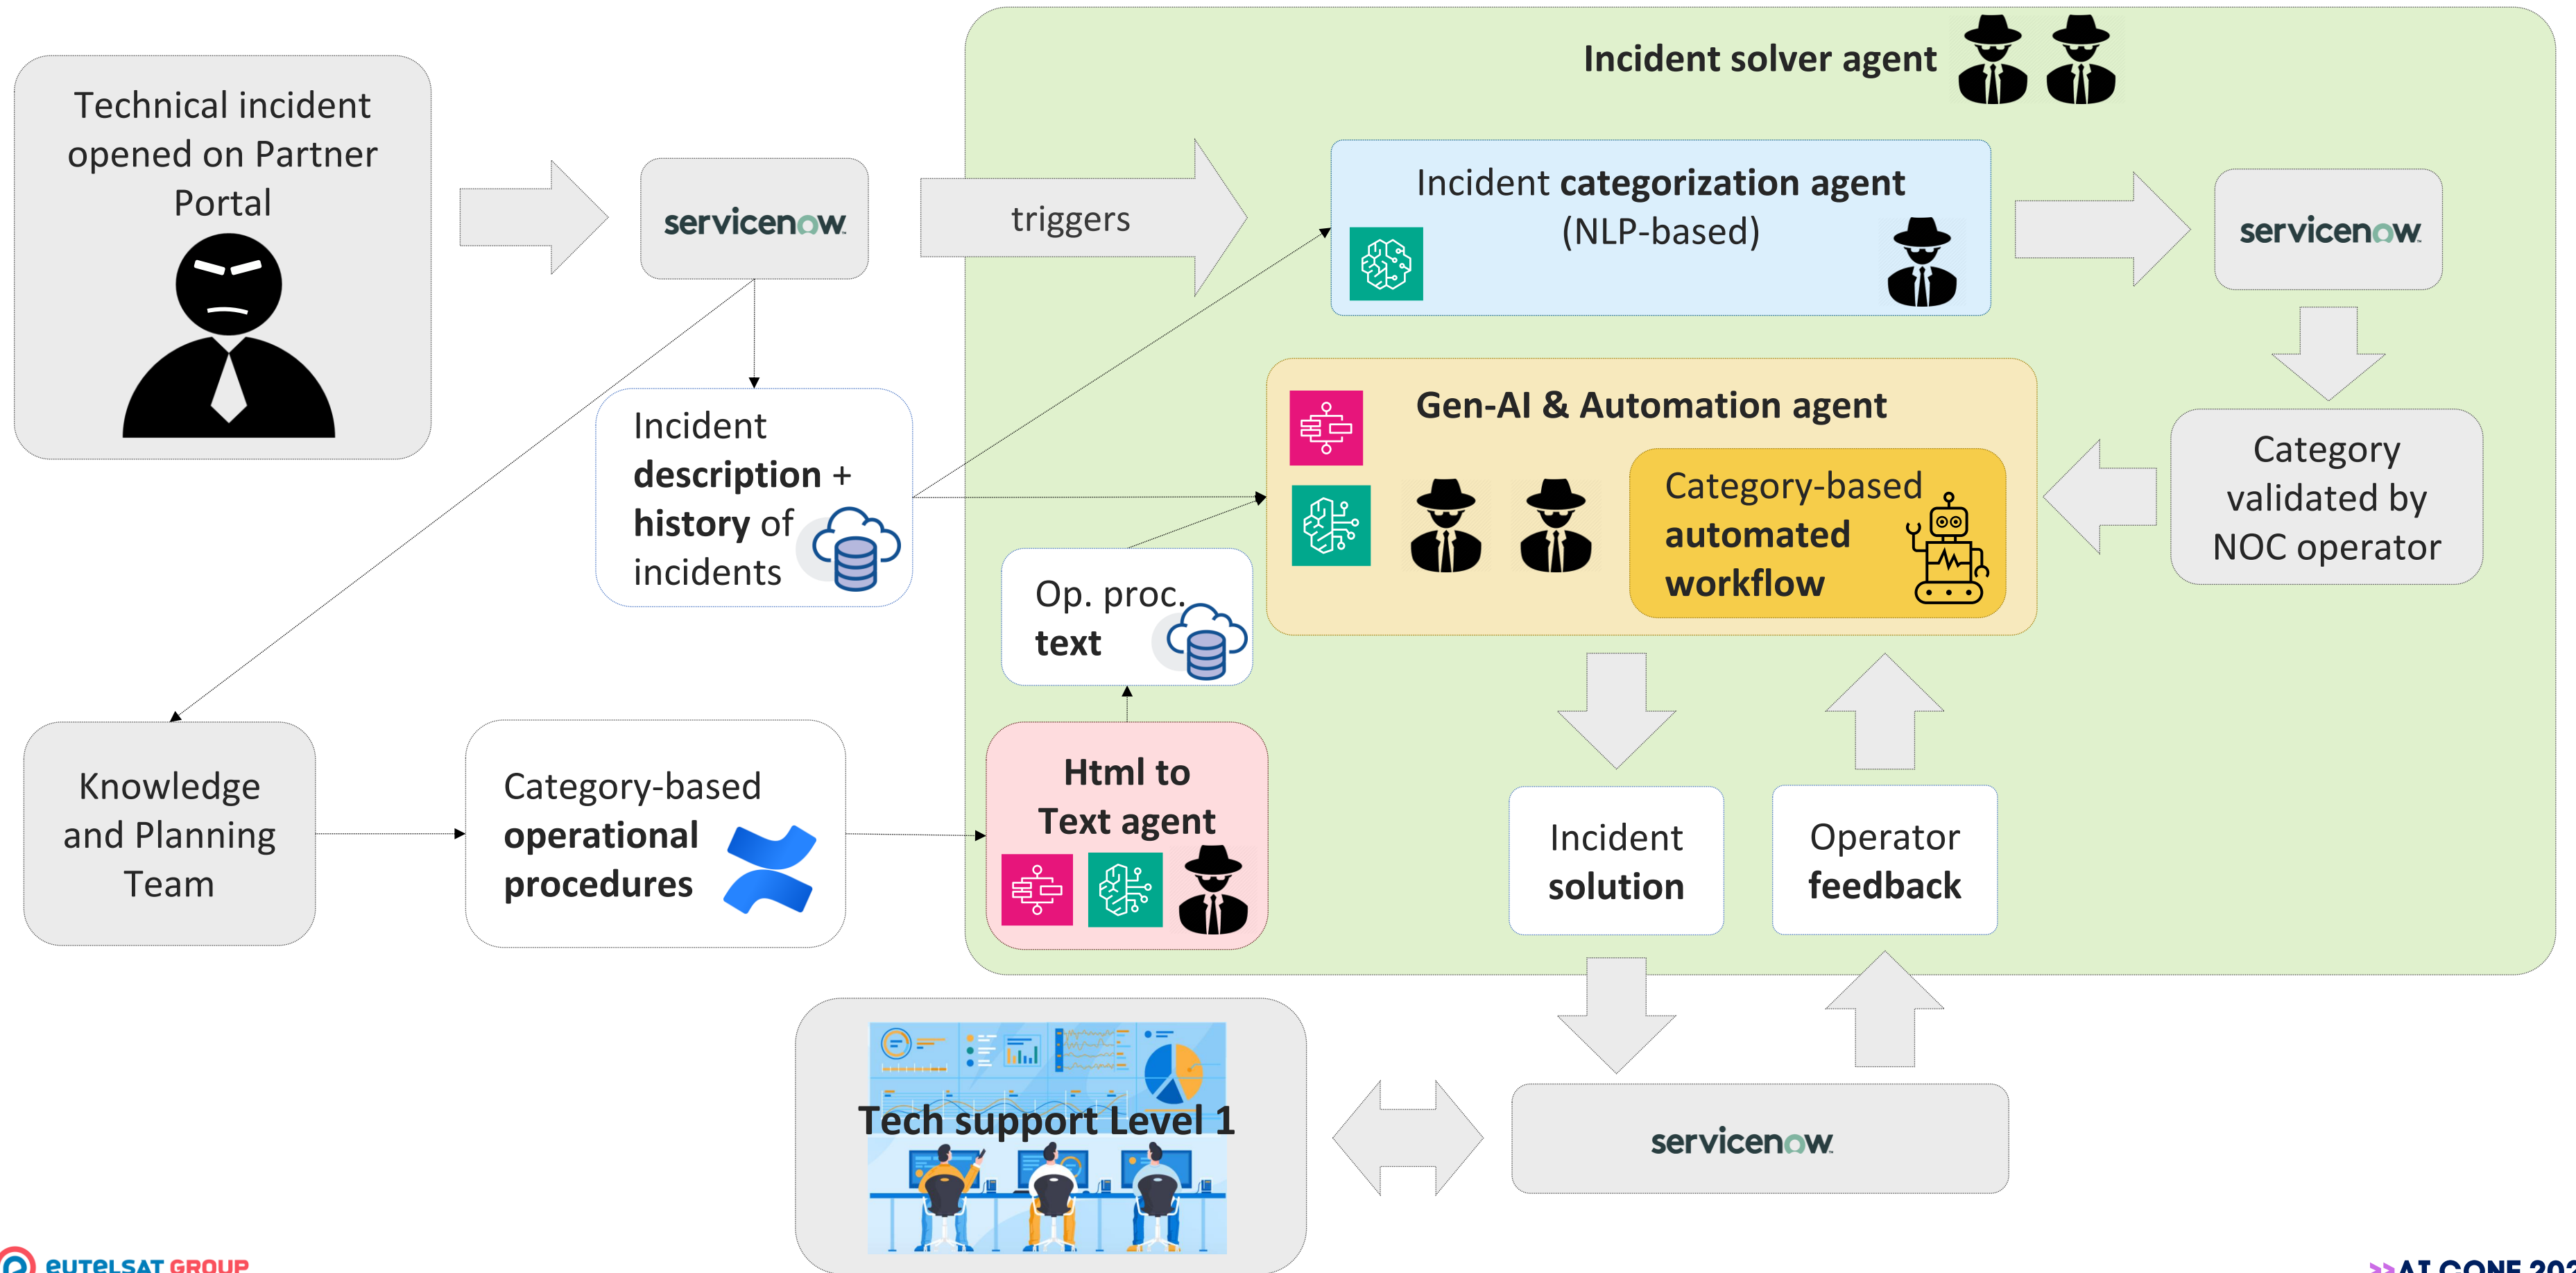 Technical incident
opened on Partner
Portal
servicenow
triggers
Incident solver agent
Incident categorization agent
(NLP-based)
servicenow
Incident
description +
history of
incidents
Gen-AI & Automation agent
Category-based
automated
workflow
Category
validated by
NOC operator
Op. proc.
text
Knowledge
and Planning
Team
Category-based
operational
procedures
Html to
Text agent
Incident
solution
Operator
feedback
Tech support Level 1
servicenow
eutelsat GROUP
>>AI CONF